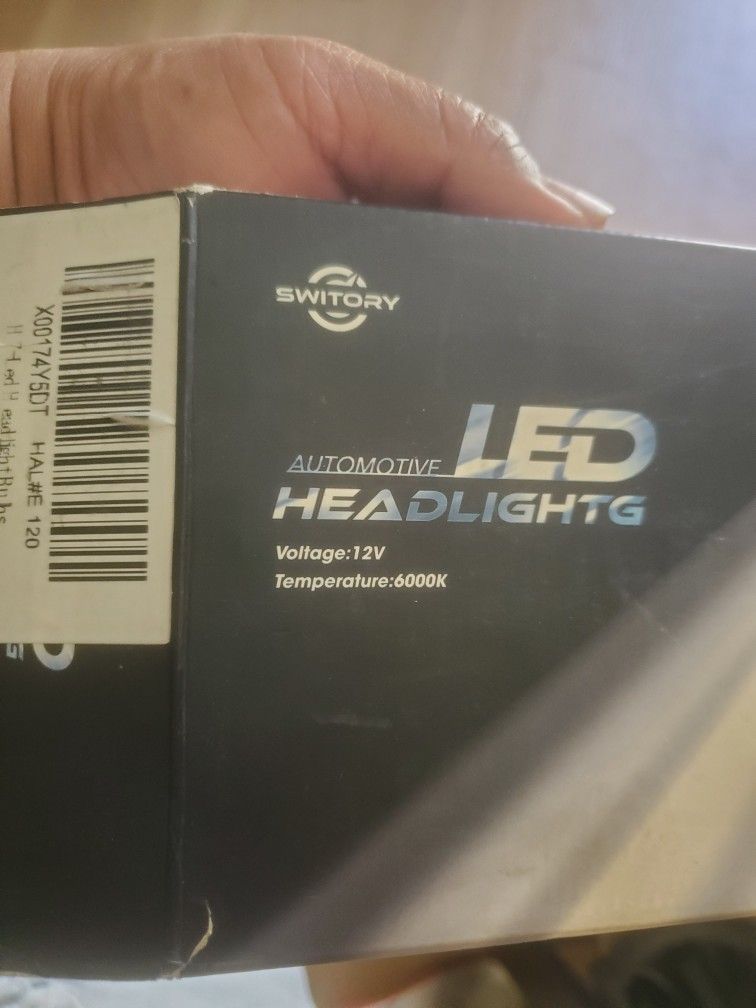 SWITORY
AUTOMOTIVE LED
HEADLIGHTG
Voltage:12V
Temperature:6000K
X00174Y5DT HAL#E 120